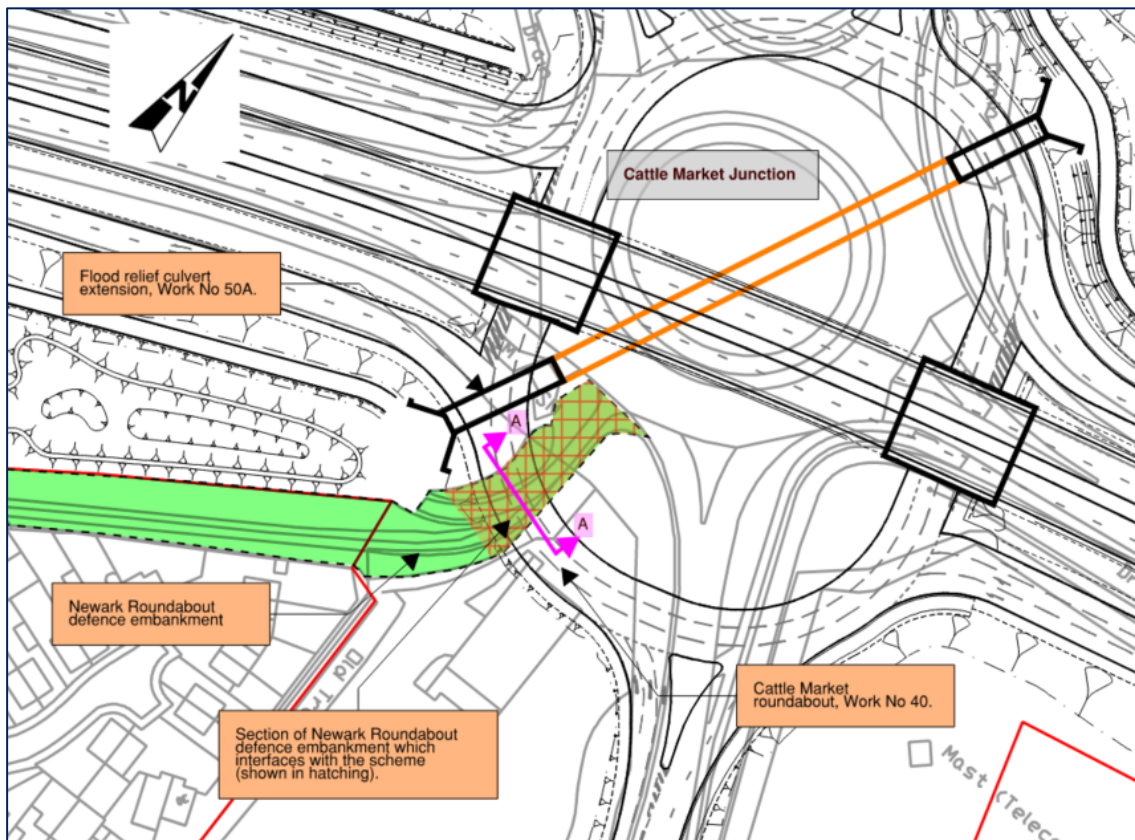 N
Cattle Market Junction
Flood relief culvert
extension, Work No 50A.
A
A
Newark Roundabout
defence embankment
Section of Newark Roundabout
defence embankment which
interfaces with the scheme
(shown in hatching).
Cattle Market
roundabout, Work No 40.
Old Tr
Mast (Teleco
Dr